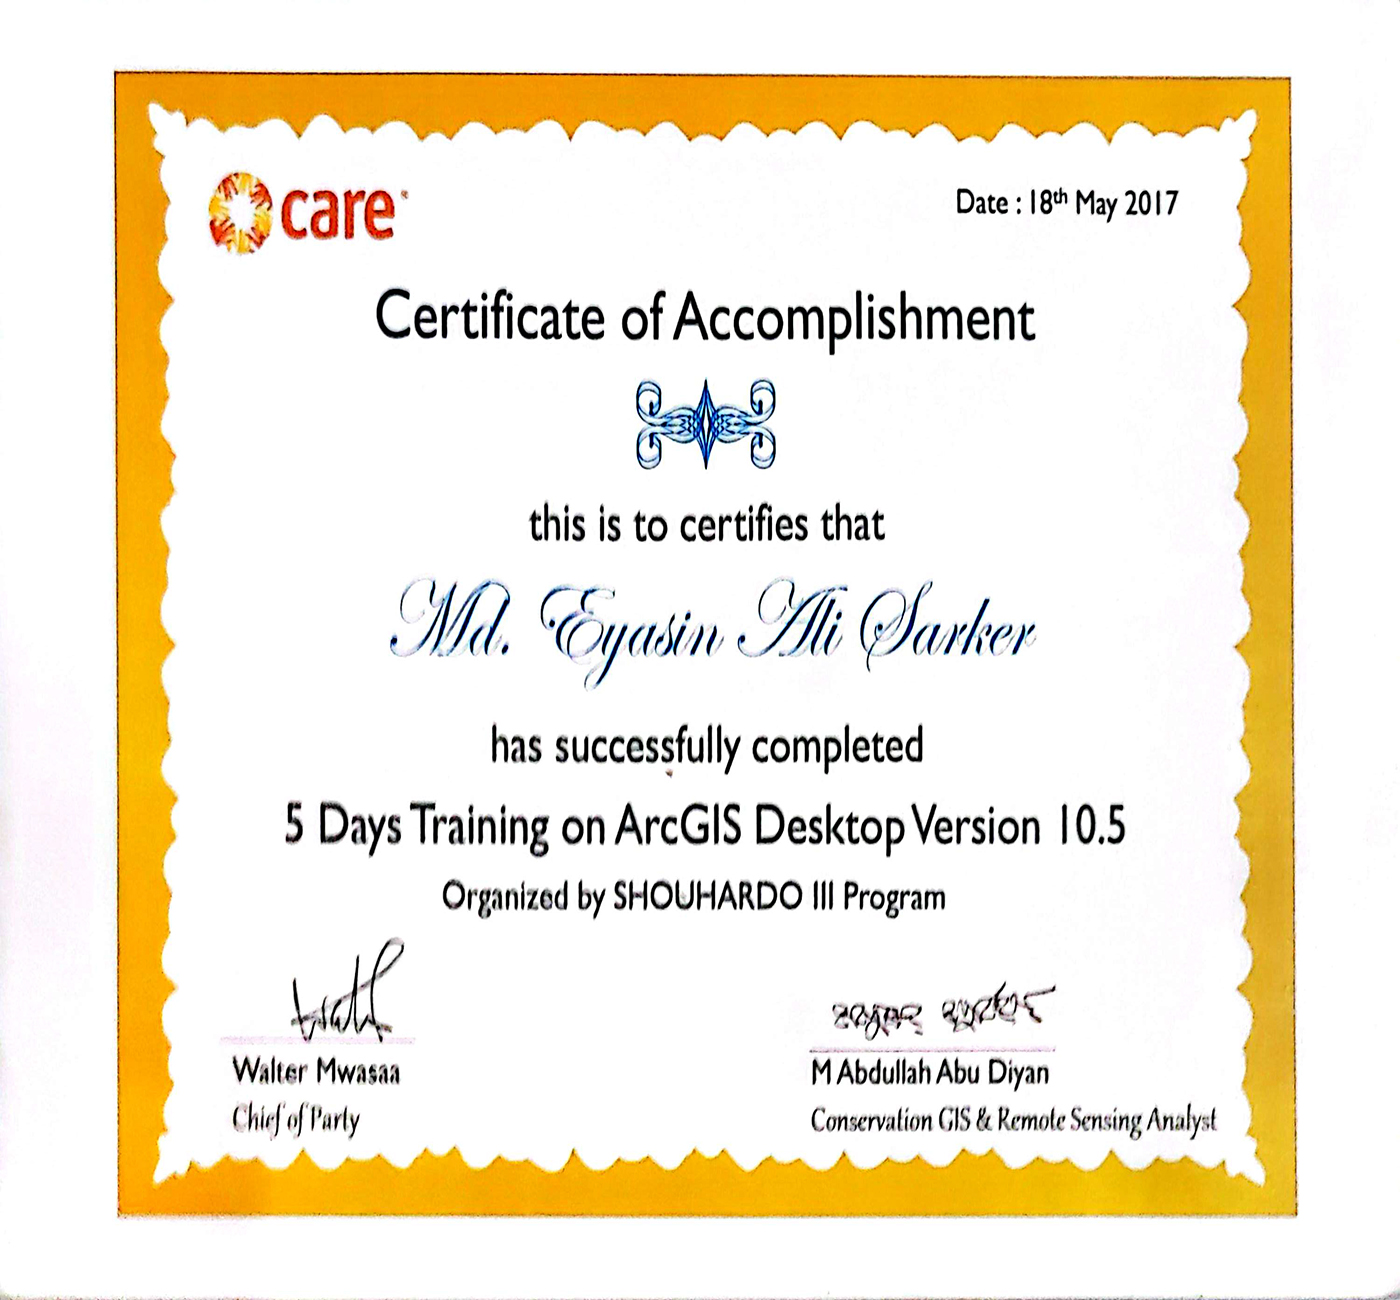 care
Date : 18th May 2017
Certificate of Accomplishment
this is to certifies that
Md. Eyasin Ali Sarker
has successfully completed
5 Days Training on ArcGIS Desktop Version 10.5
Organized by SHOUHARDO III Program
Walter Mwasaa
Chief of Party
M Abdullah Abu Diyan
Conservation GIS & Remote Sensing Analyst